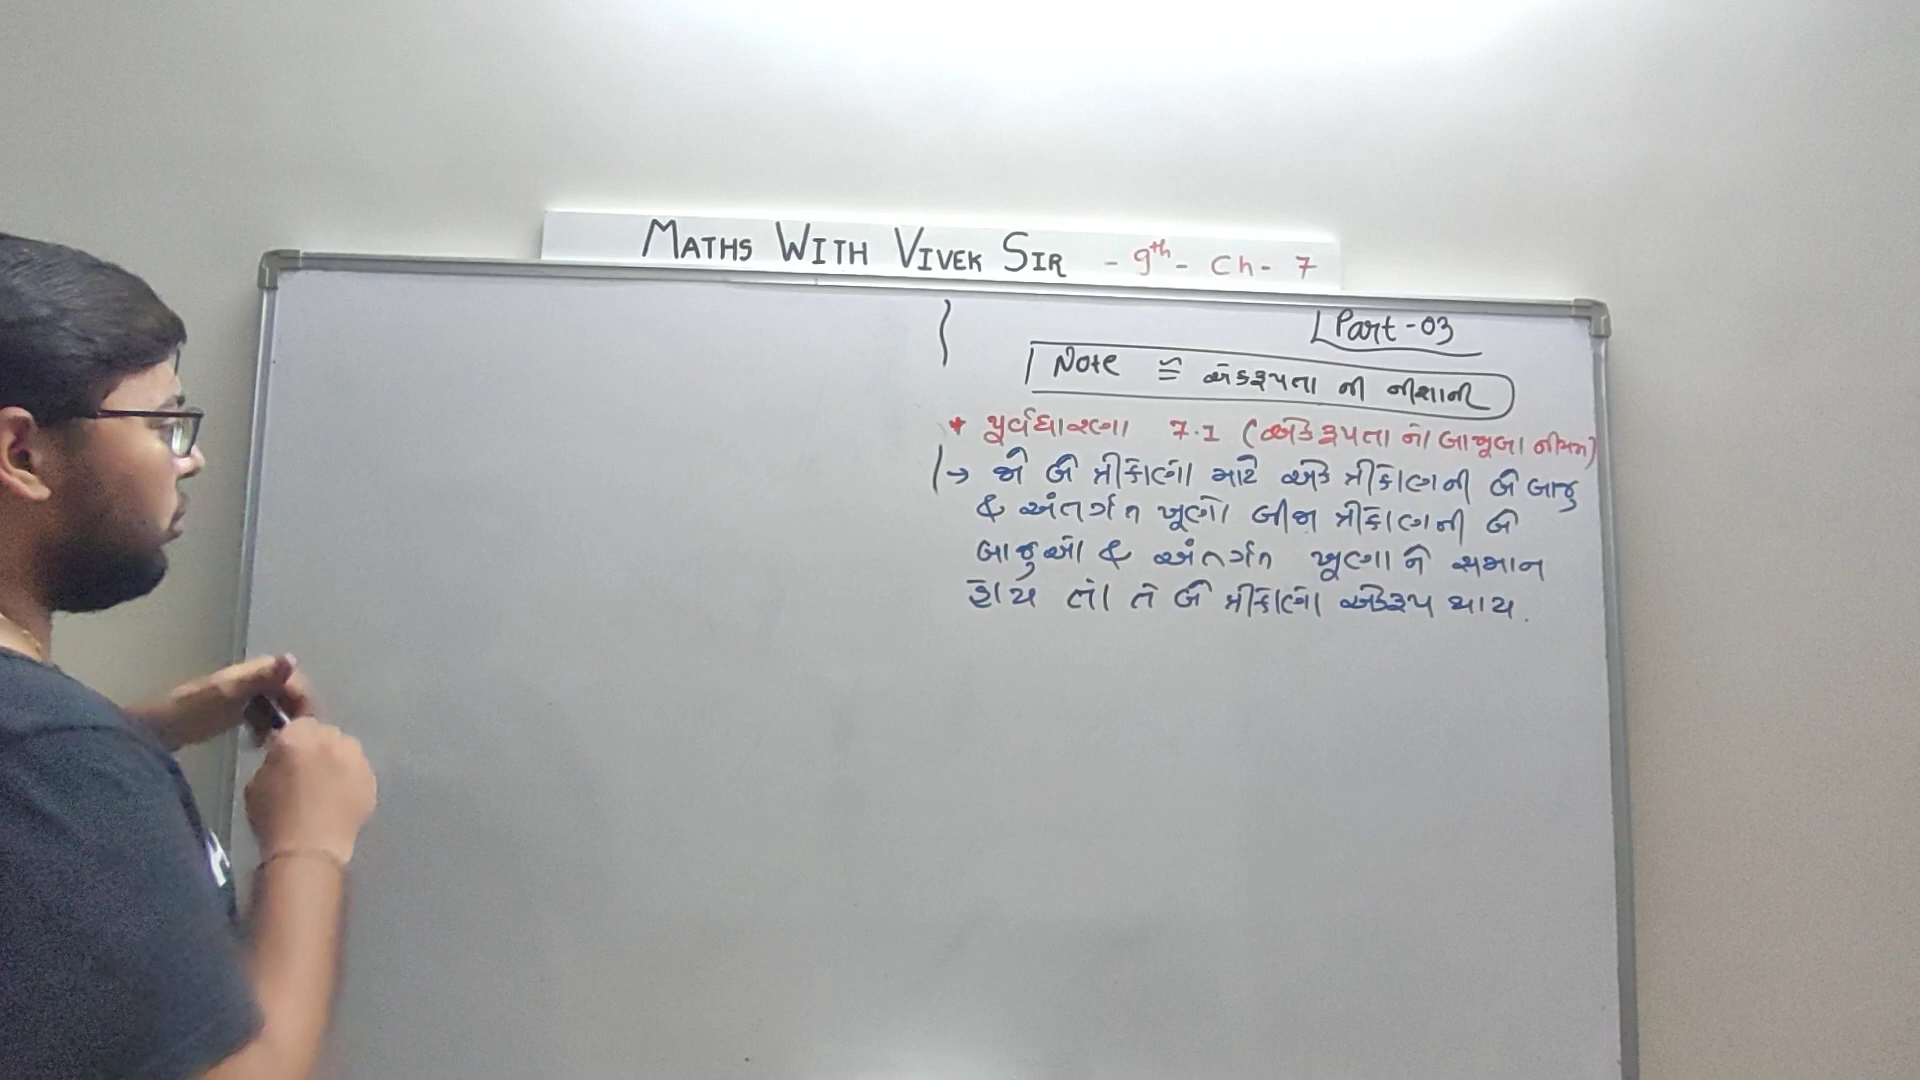 MATHS WITH VIVEK SIR - 9th - Ch - 7
Part - 03
Note ≅ એકરૂપતા ની નીશાની
* પૂર્વધારણા 7.1 (એકરૂપતા નો બાખૂબા નીયમ)
→ જો બે ત્રીકોણો માટે એક ત્રીકોણની બે બાજુ
& અંતર્ગત ખૂણો બીજા ત્રીકોણની બે
બાજુઓ & અંતર્ગત ખૂણા ને સમાન
હોય તો તે બે ત્રીકોણો એકરૂપ થાય.